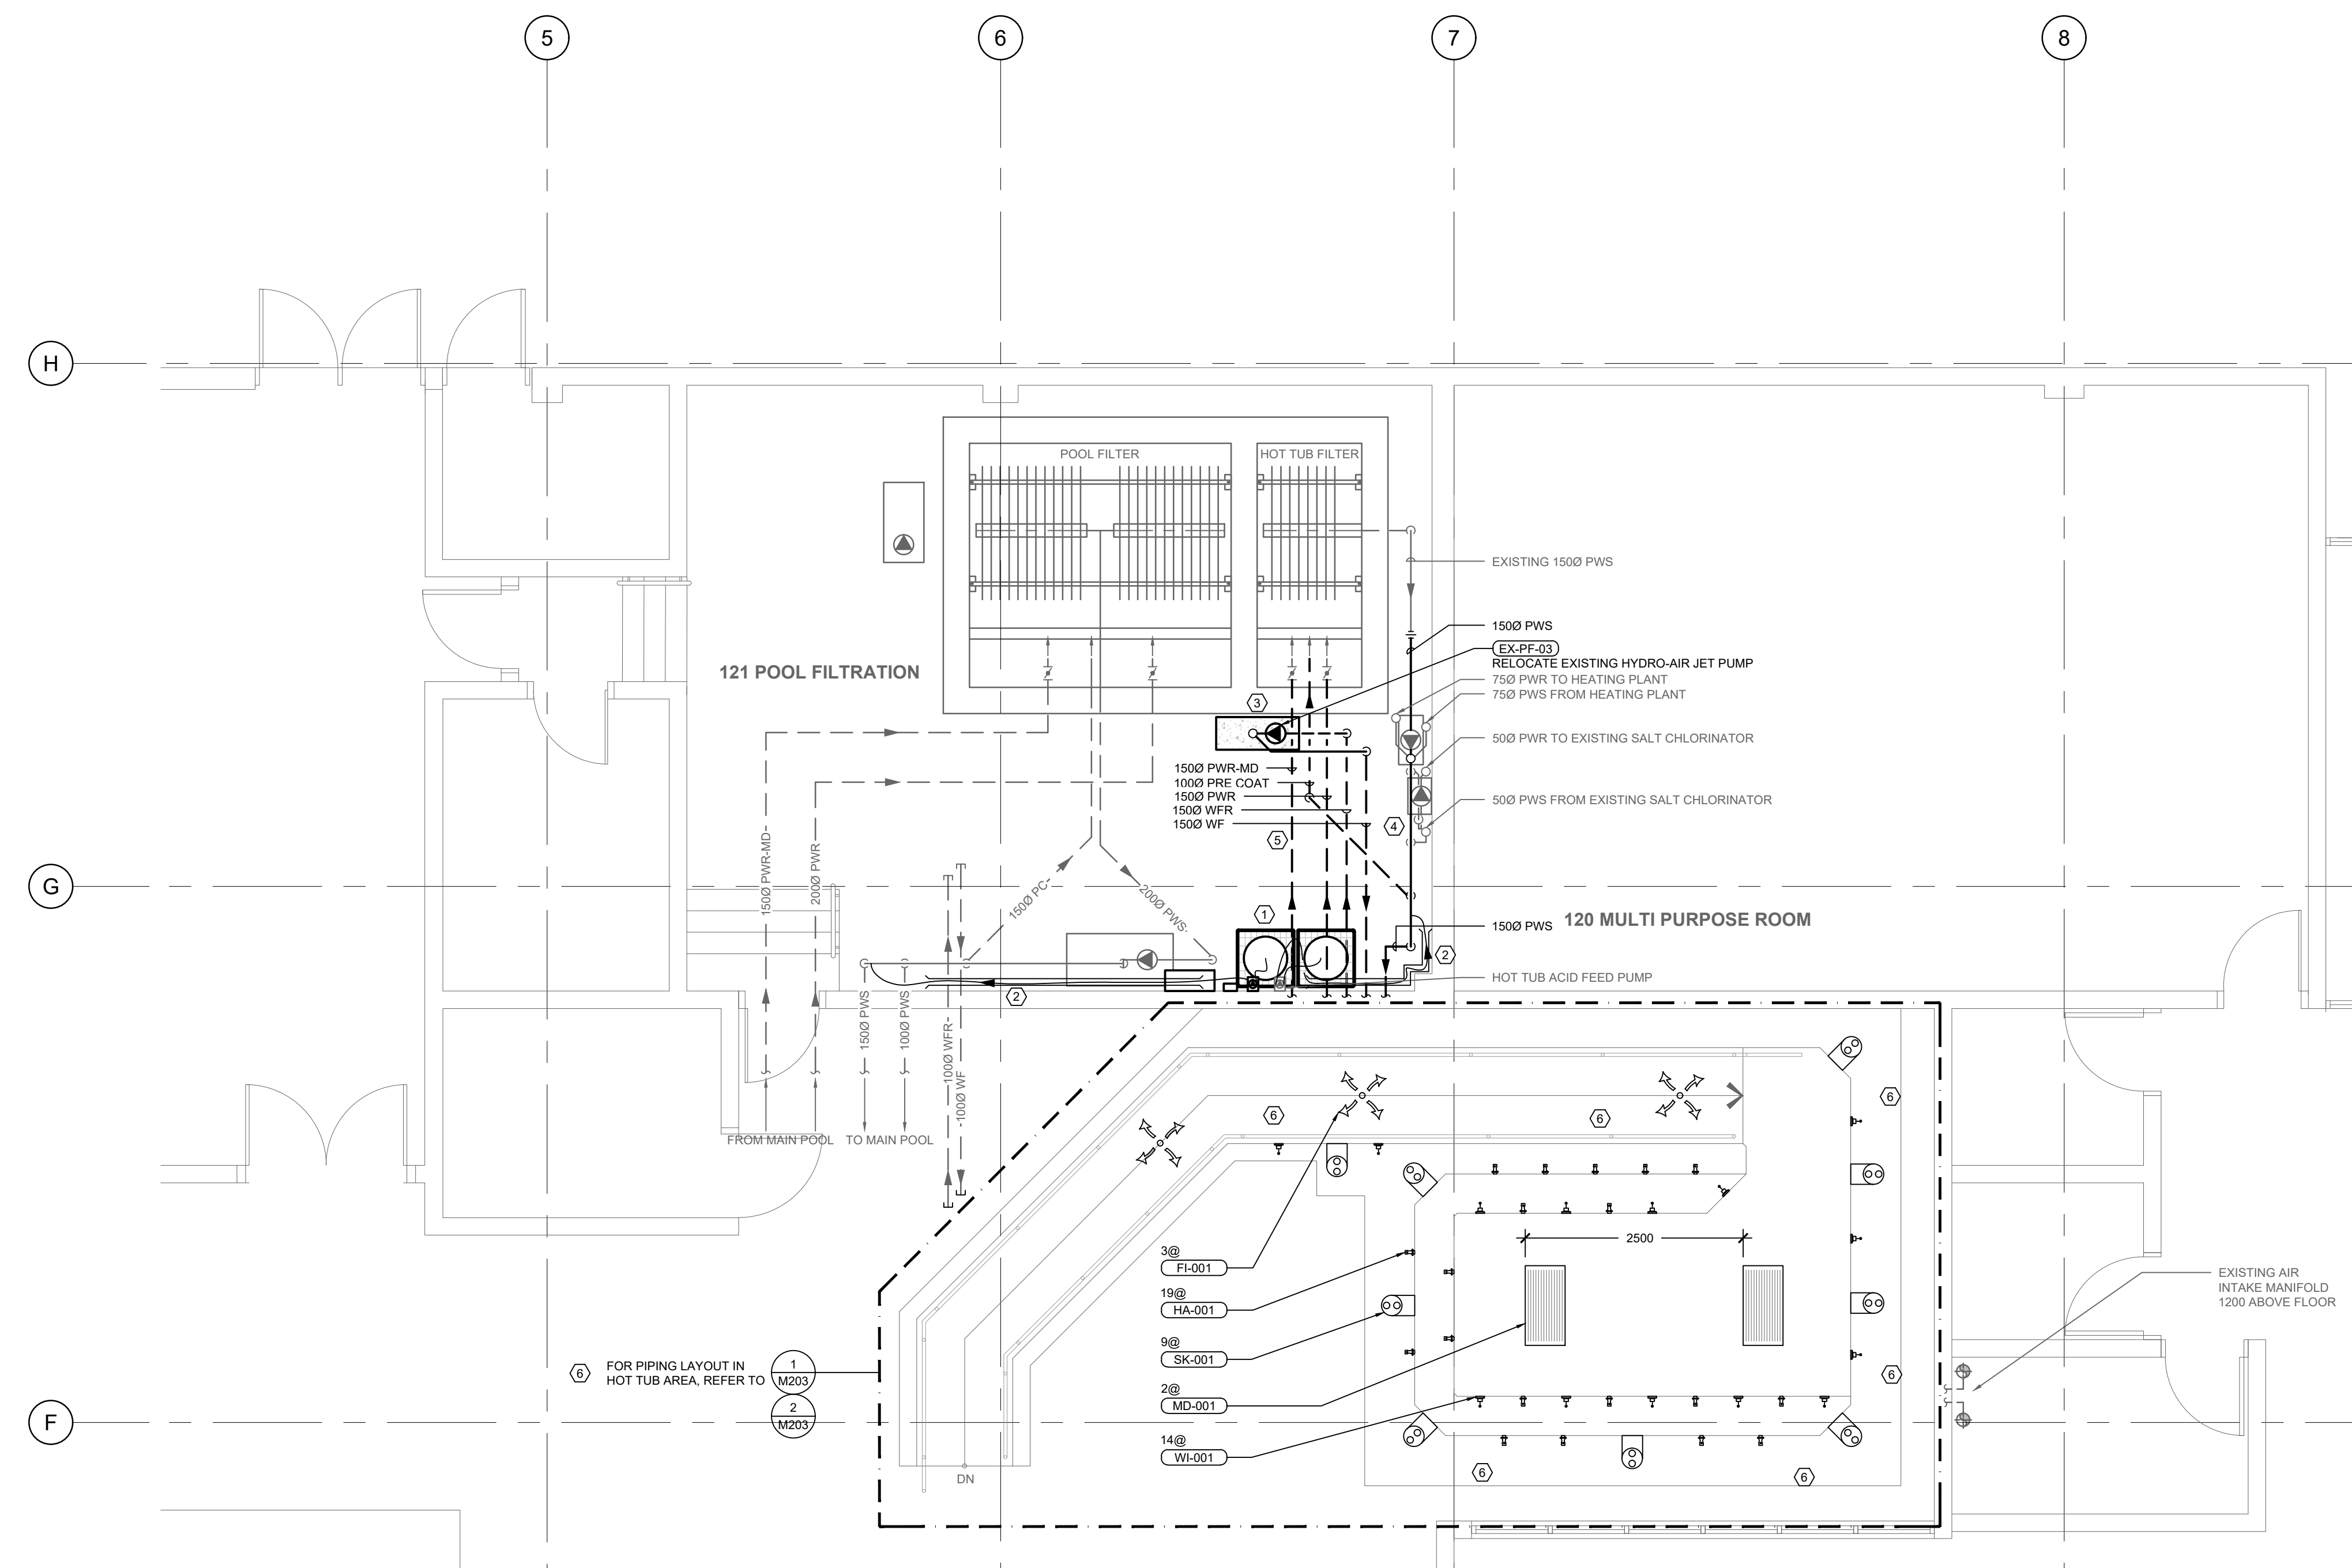 5
6
7
8
H
G
F
POOL FILTER
HOT TUB FILTER
EXISTING 150Ø PWS
150Ø PWS
EX-PF-03
RELOCATE EXISTING HYDRO-AIR JET PUMP
75Ø PWR TO HEATING PLANT
75Ø PWS FROM HEATING PLANT
121 POOL FILTRATION
3
50Ø PWR TO EXISTING SALT CHLORINATOR
150Ø PWR-MD
100Ø PRE COAT
150Ø PWR
150Ø WFR
150Ø WF
50Ø PWS FROM EXISTING SALT CHLORINATOR
4
5
150Ø PWR-MD
200Ø PWR
150Ø PC
200Ø PWS
1
150Ø PWS
120 MULTI PURPOSE ROOM
2
HOT TUB ACID FEED PUMP
2
150Ø PWS
100Ø PWS
100Ø WFR
100Ø WF
FROM MAIN POOL
TO MAIN POOL
6
6
6
2500
3@
FI-001
19@
HA-001
9@
SK-001
2@
MD-001
14@
WI-001
EXISTING AIR
INTAKE MANIFOLD
1200 ABOVE FLOOR
6
FOR PIPING LAYOUT IN
HOT TUB AREA, REFER TO
1
M203
2
M203
6
6
6
DN